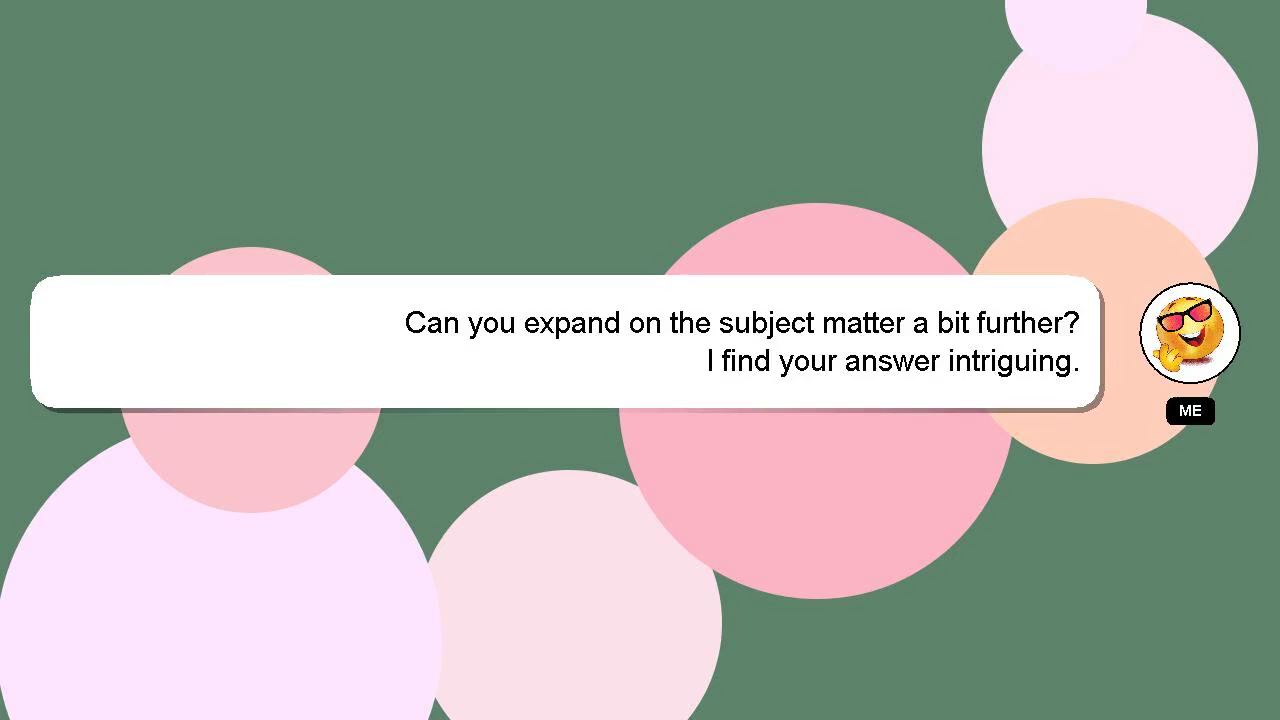 Can you expand on the subject matter a bit further?
I find your answer intriguing.
ME